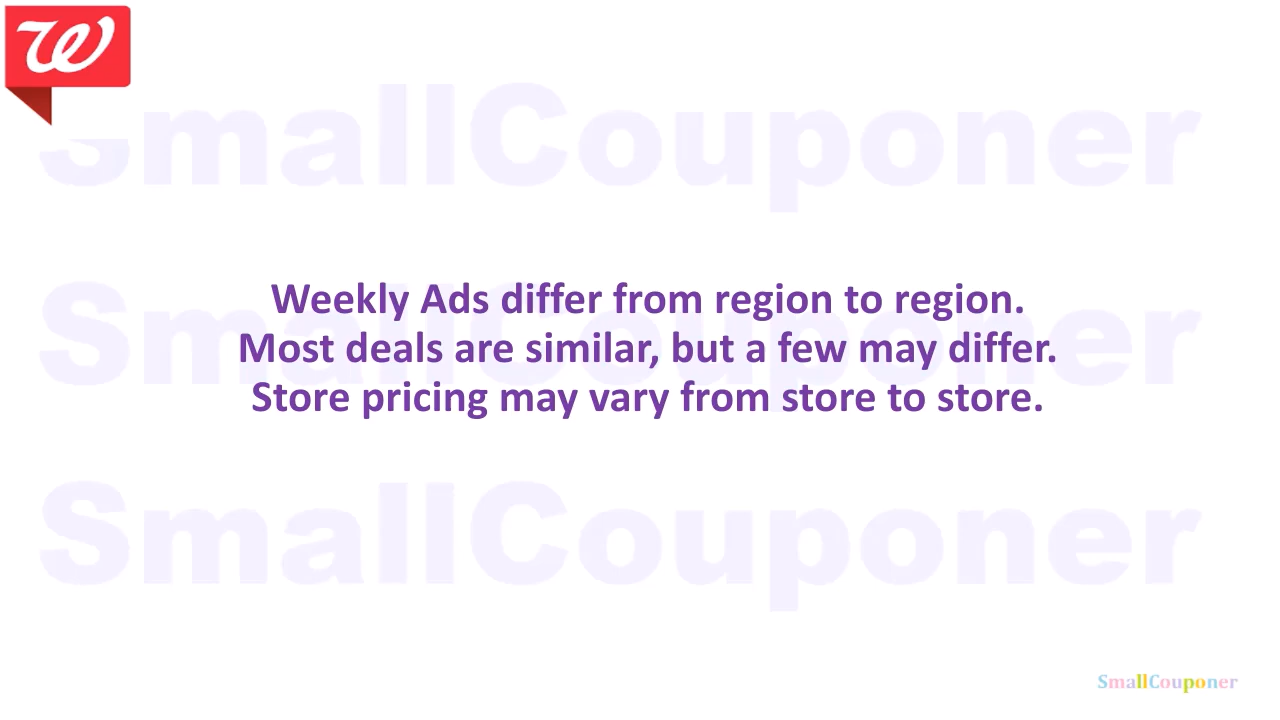 W
SmallCouponer
SmallCouponer
Weekly Ads differ from region to region.
Most deals are similar, but a few may differ.
Store pricing may vary from store to store.
SmallCouponer
SmallCouponer